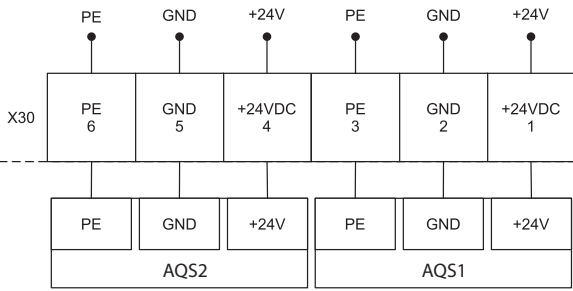 PE GND +24V PE GND +24V
X30
PE GND +24VDC PE GND +24VDC
6 5 4 3 2 1
PE GND +24V PE GND +24V
AQS2 AQS1